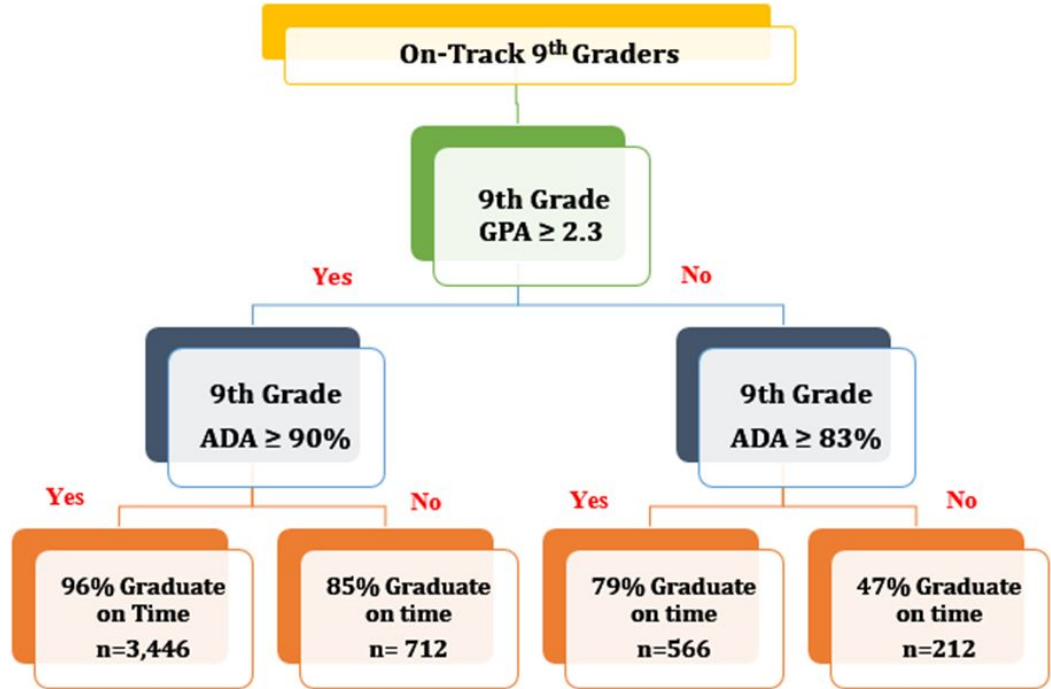 On-Track 9th Graders
9th Grade
GPA ≥ 2.3
Yes
No
9th Grade
ADA ≥ 90%
9th Grade
ADA ≥ 83%
Yes
No
Yes
No
96% Graduate
on Time
n=3,446
85% Graduate
on time
n= 712
79% Graduate
on time
n=566
47% Graduate
on time
n=212